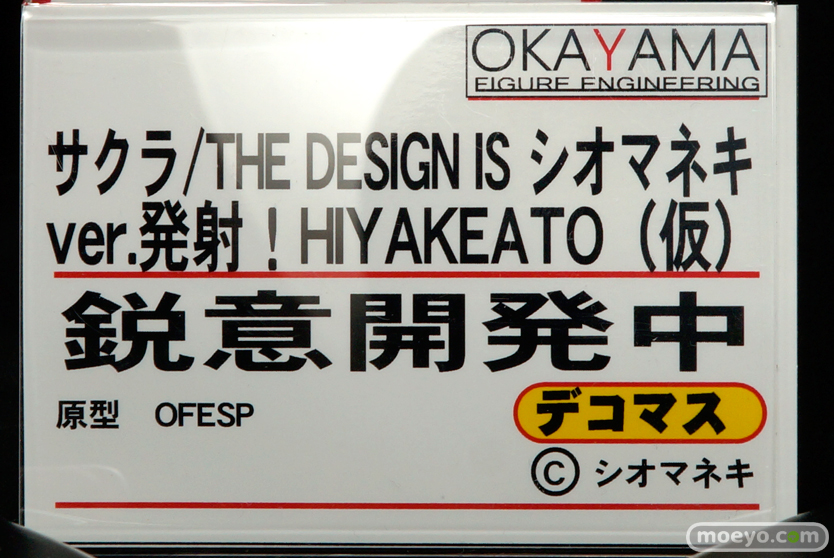 OKAYAMA
FIGURE ENGINEERING
サクラ/THE DESIGN IS シオマネキ
ver.発射！HIYAKEATO（仮）
鋭意開発中
原型　OFESP
デコマス
© シオマネキ
moeyo.com